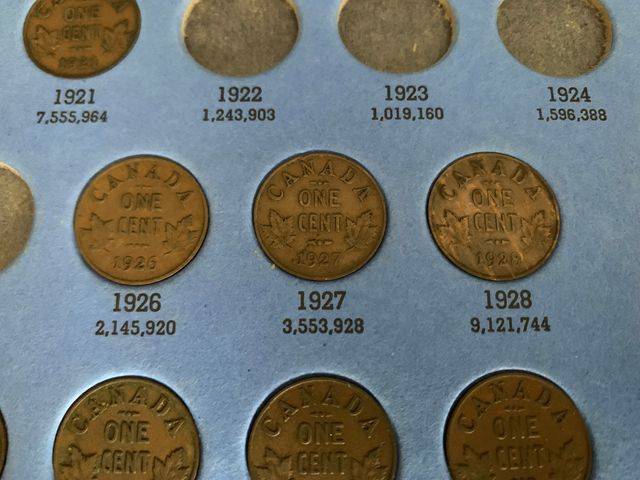 ONE
CENT
1921
1921 1922 1923 1924
7,555,964 1,243,903 1,019,160 1,596,388
CANADA CANADA CANADA
ONE ONE ONE
CENT CENT CENT
1926 1927 1928
1926 1927 1928
2,145,920 3,553,928 9,121,744
CANADA CANADA CANADA
ONE ONE ONE
CENT CENT CENT